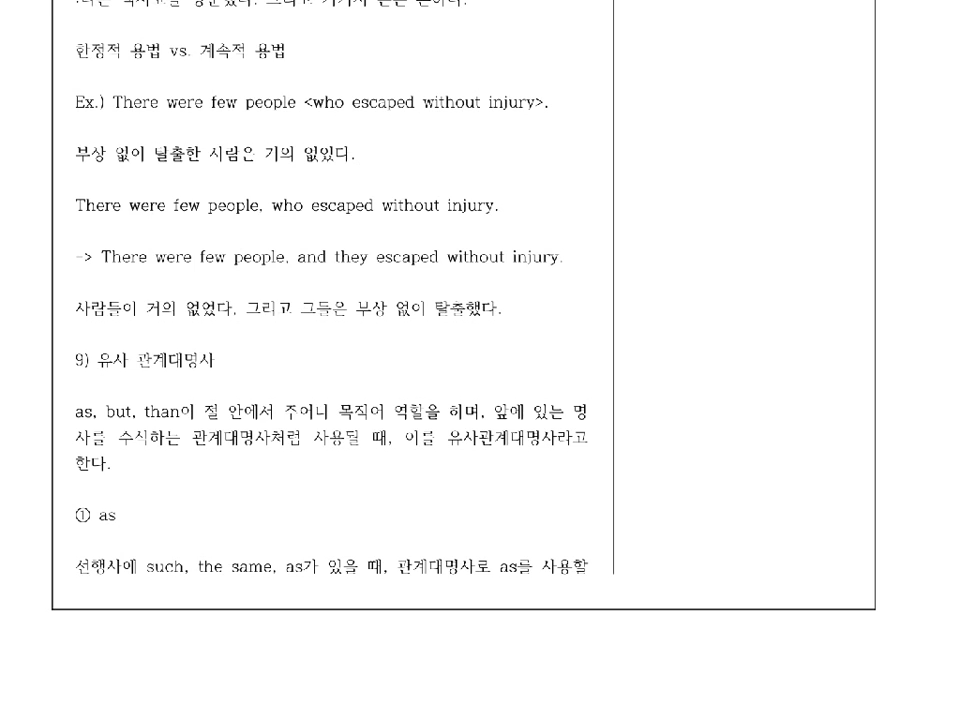 한정적 용법 vs. 계속적 용법
Ex.) There were few people <who escaped without injury>.
부상 없이 탈출한 사람은 거의 없었다.
There were few people, who escaped without injury.
-> There were few people, and they escaped without injury.
사람들이 거의 없었다. 그리고 그들은 부상 없이 탈출했다.
9) 유사 관계대명사
as, but, than이 절 안에서 주어나 목적어 역할을 하며, 앞에 있는 명
사를 수식하는 관계대명사처럼 사용될 때, 이를 유사관계대명사라고
한다.
① as
선행사에 such, the same, as가 있을 때, 관계대명사로 as를 사용할